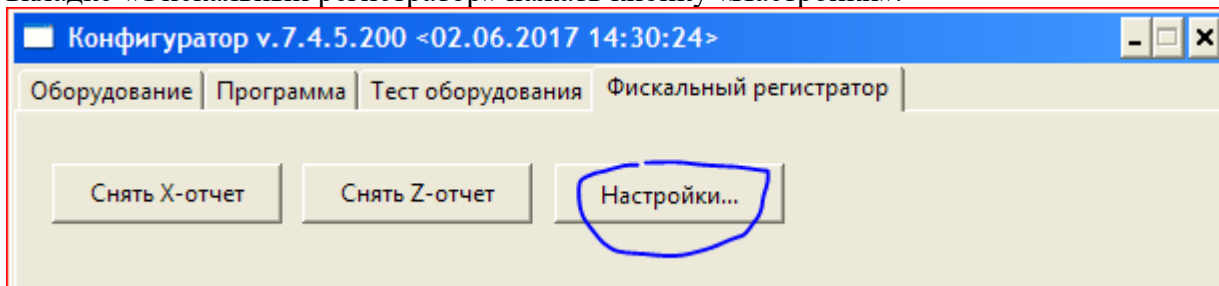 Конфигуратор v.7.4.5.200 <02.06.2017 14:30:24>
Оборудование Программа Тест оборудования Фискальный регистратор
Снять X-отчет Снять Z-отчет Настройки...